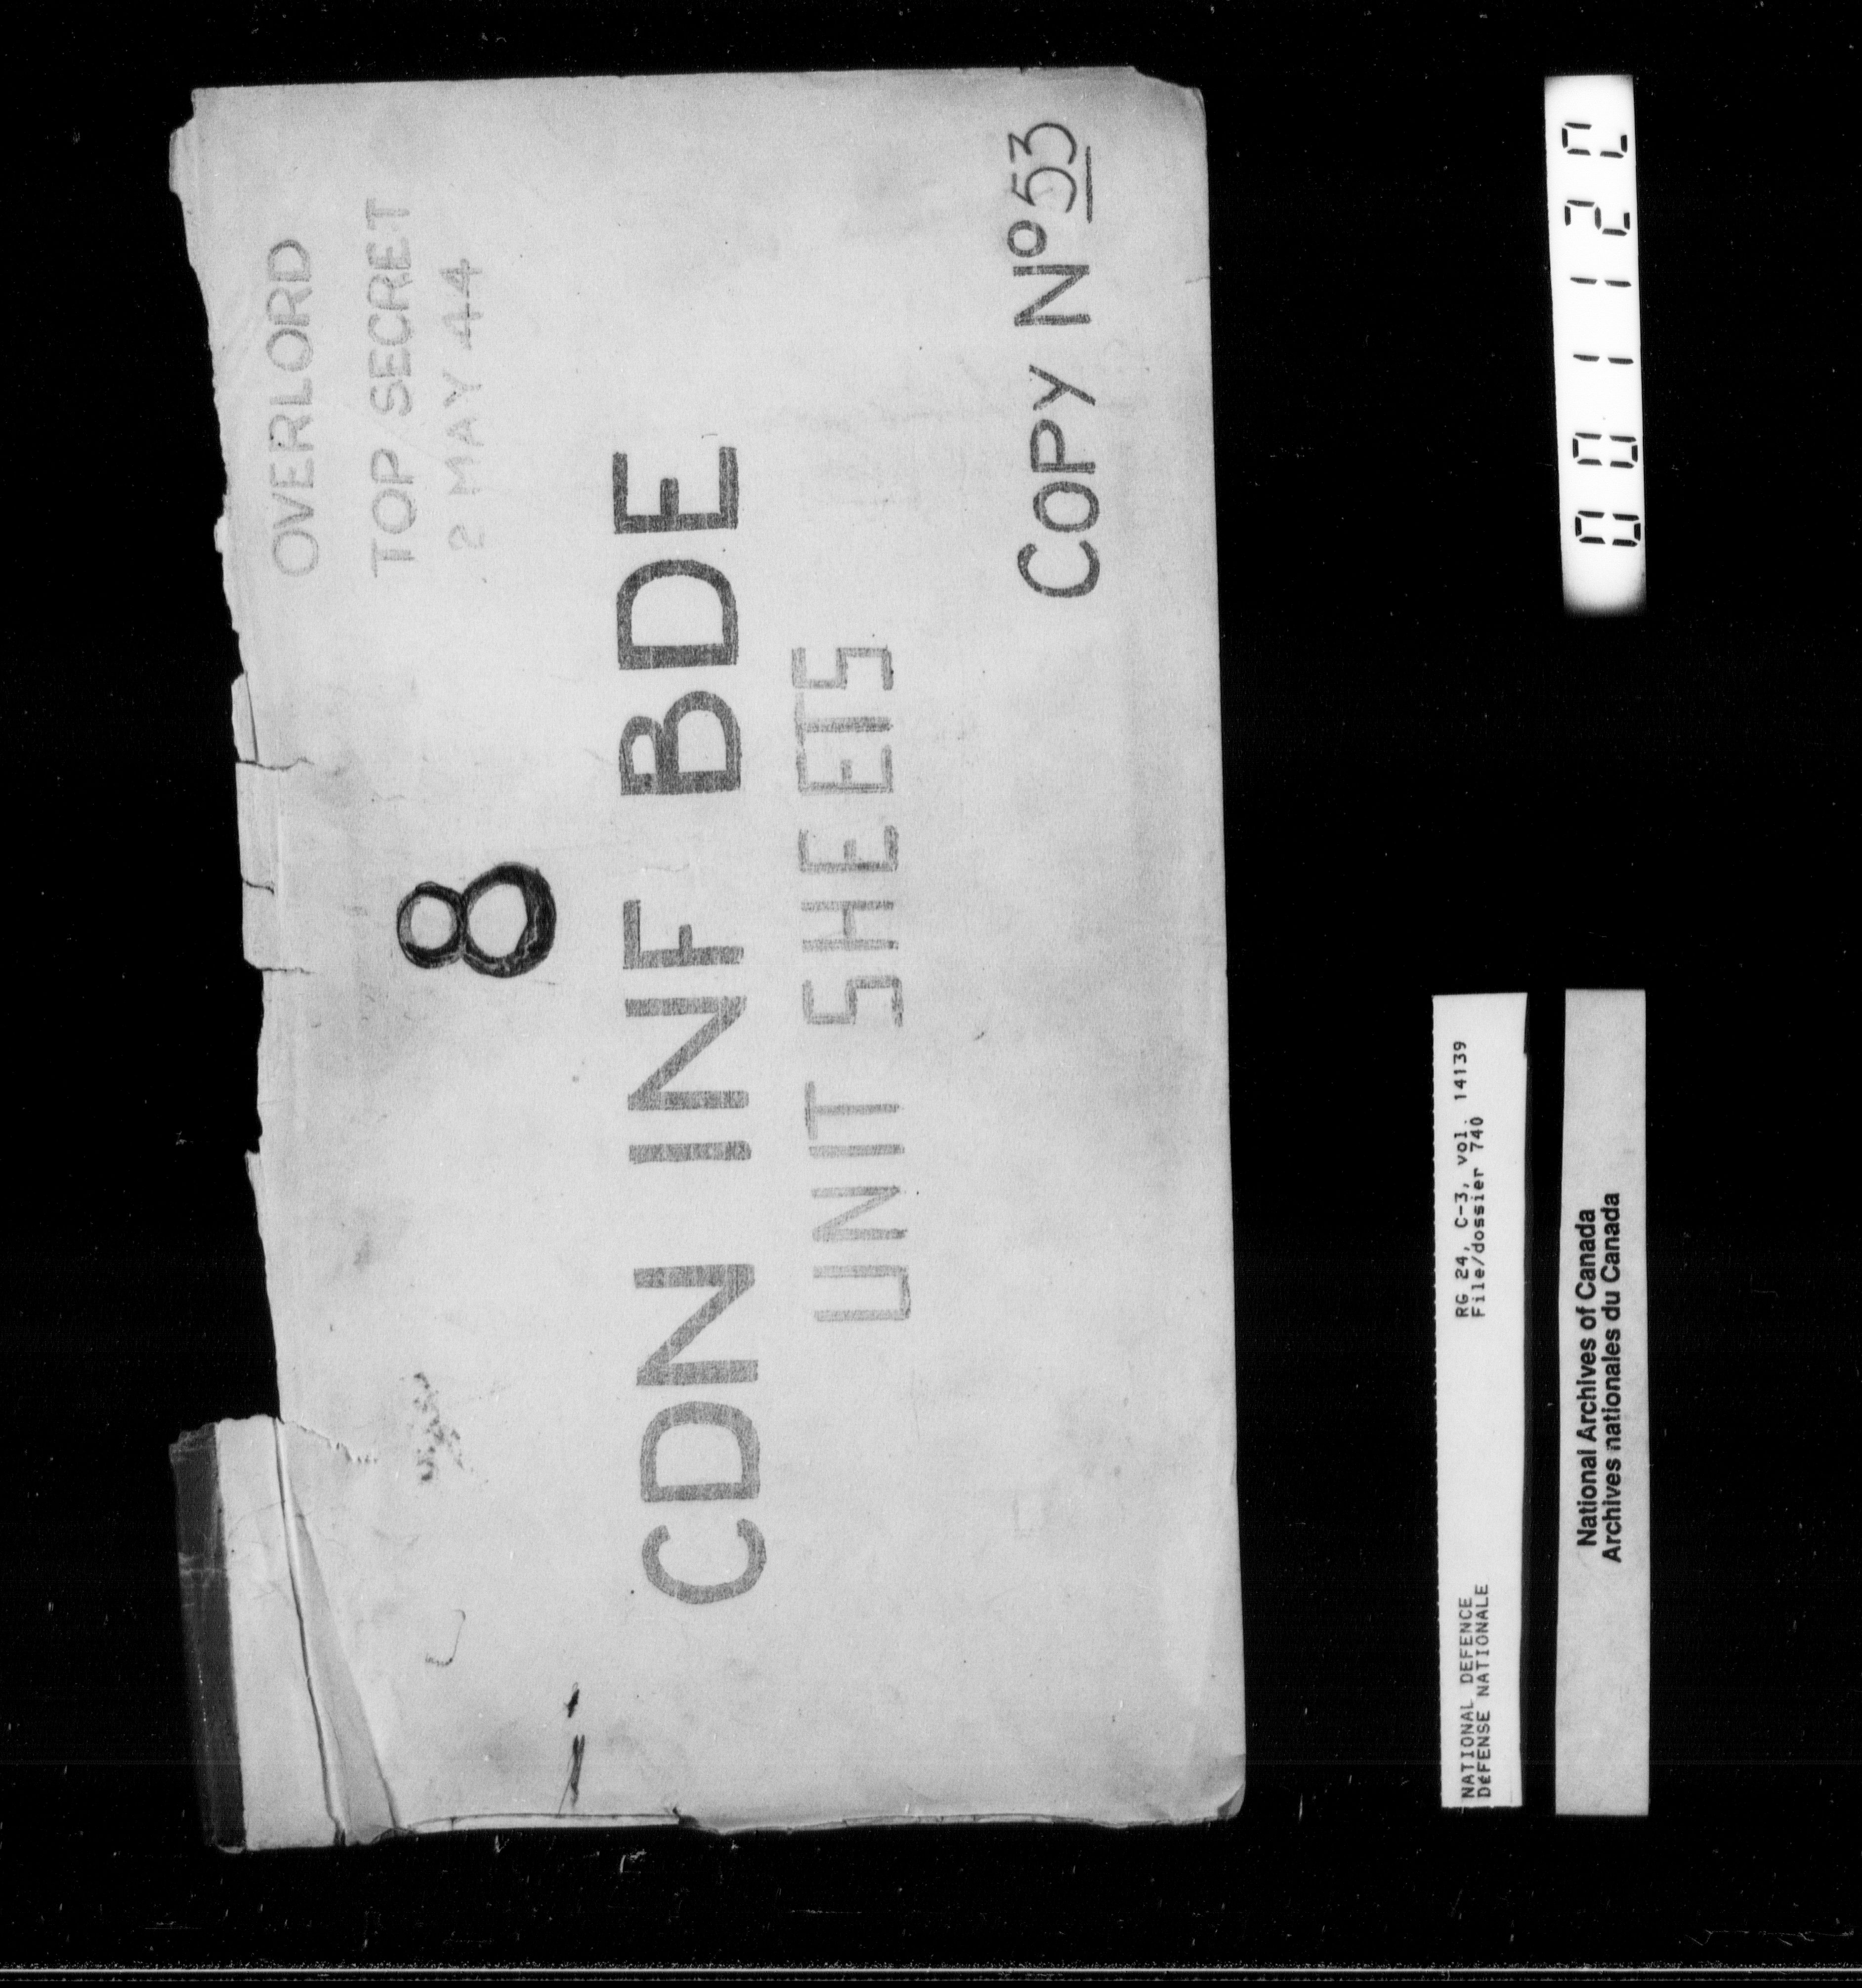 OVERLORD
TOP SECRET
2 MAY 44
8
CDN INF BDE
UNIT SHEETS
COPY Nº 53
NATIONAL DEFENCE RG 24, C-3, vol. 14139
DéFENSE NATIONALE File/dossier 740
National Archives of Canada
Archives nationales du Canada